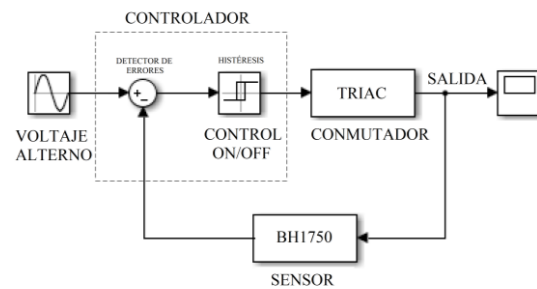 CONTROLADOR
DETECTOR DE
ERRORES
HISTÉRESIS
VOLTAJE
ALTERNO
CONTROL
ON/OFF
TRIAC
CONMUTADOR
SALIDA
BH1750
SENSOR